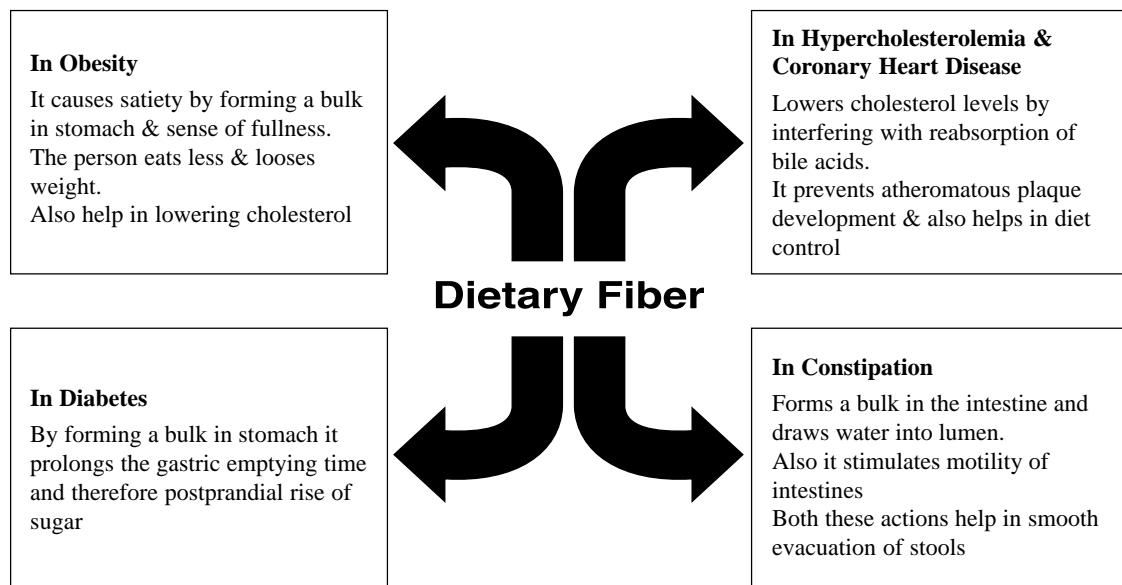 In Obesity
It causes satiety by forming a bulk
in stomach & sense of fullness.
The person eats less & looses
weight.
Also help in lowering cholesterol
In Hypercholesterolemia &
Coronary Heart Disease
Lowers cholesterol levels by
interfering with reabsorption of
bile acids.
It prevents atheromatous plaque
development & also helps in diet
control
Dietary Fiber
In Diabetes
By forming a bulk in stomach it
prolongs the gastric emptying time
and therefore postprandial rise of
sugar
In Constipation
Forms a bulk in the intestine and
draws water into lumen.
Also it stimulates motility of
intestines
Both these actions help in smooth
evacuation of stools